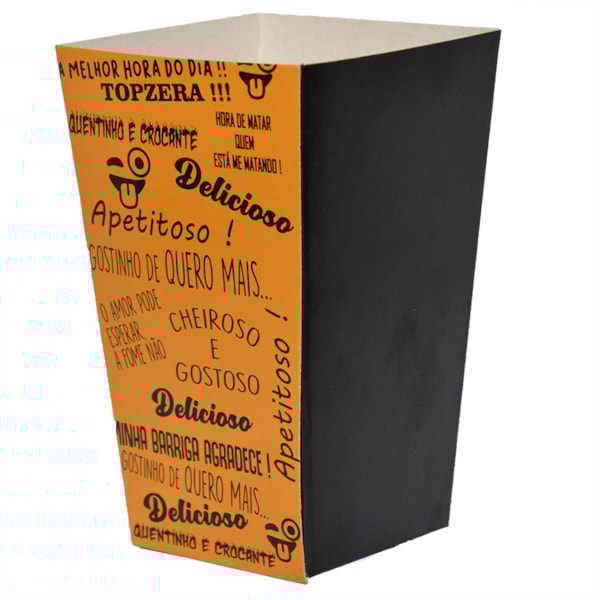 A MELHOR HORA DO DIA !!
TOPZERA !!!
QUENTINHO E CROCANTE
HORA DE MATAR
QUEM
ESTÁ ME MATANDO !
Delicioso
Apetitoso !
GOSTINHO DE QUERO MAIS...
O AMOR PODE
ESPERAR
A FOME NÃO
CHEIROSO
E
GOSTOSO
Apetitoso !
Delicioso
MINHA BARRIGA AGRADECE !
GOSTINHO DE QUERO MAIS...
Delicioso
QUENTINHO E CROCANTE